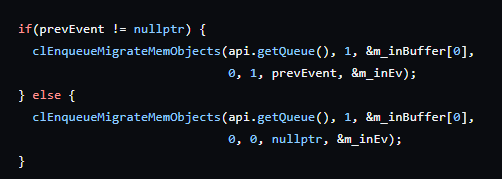 if(prevEvent != nullptr) {
clEnqueueMigrateMemObjects(api.getQueue(), 1, &m_inBuffer[0],
0, 1, prevEvent, &m_inEv);
} else {
clEnqueueMigrateMemObjects(api.getQueue(), 1, &m_inBuffer[0],
0, 0, nullptr, &m_inEv);
}